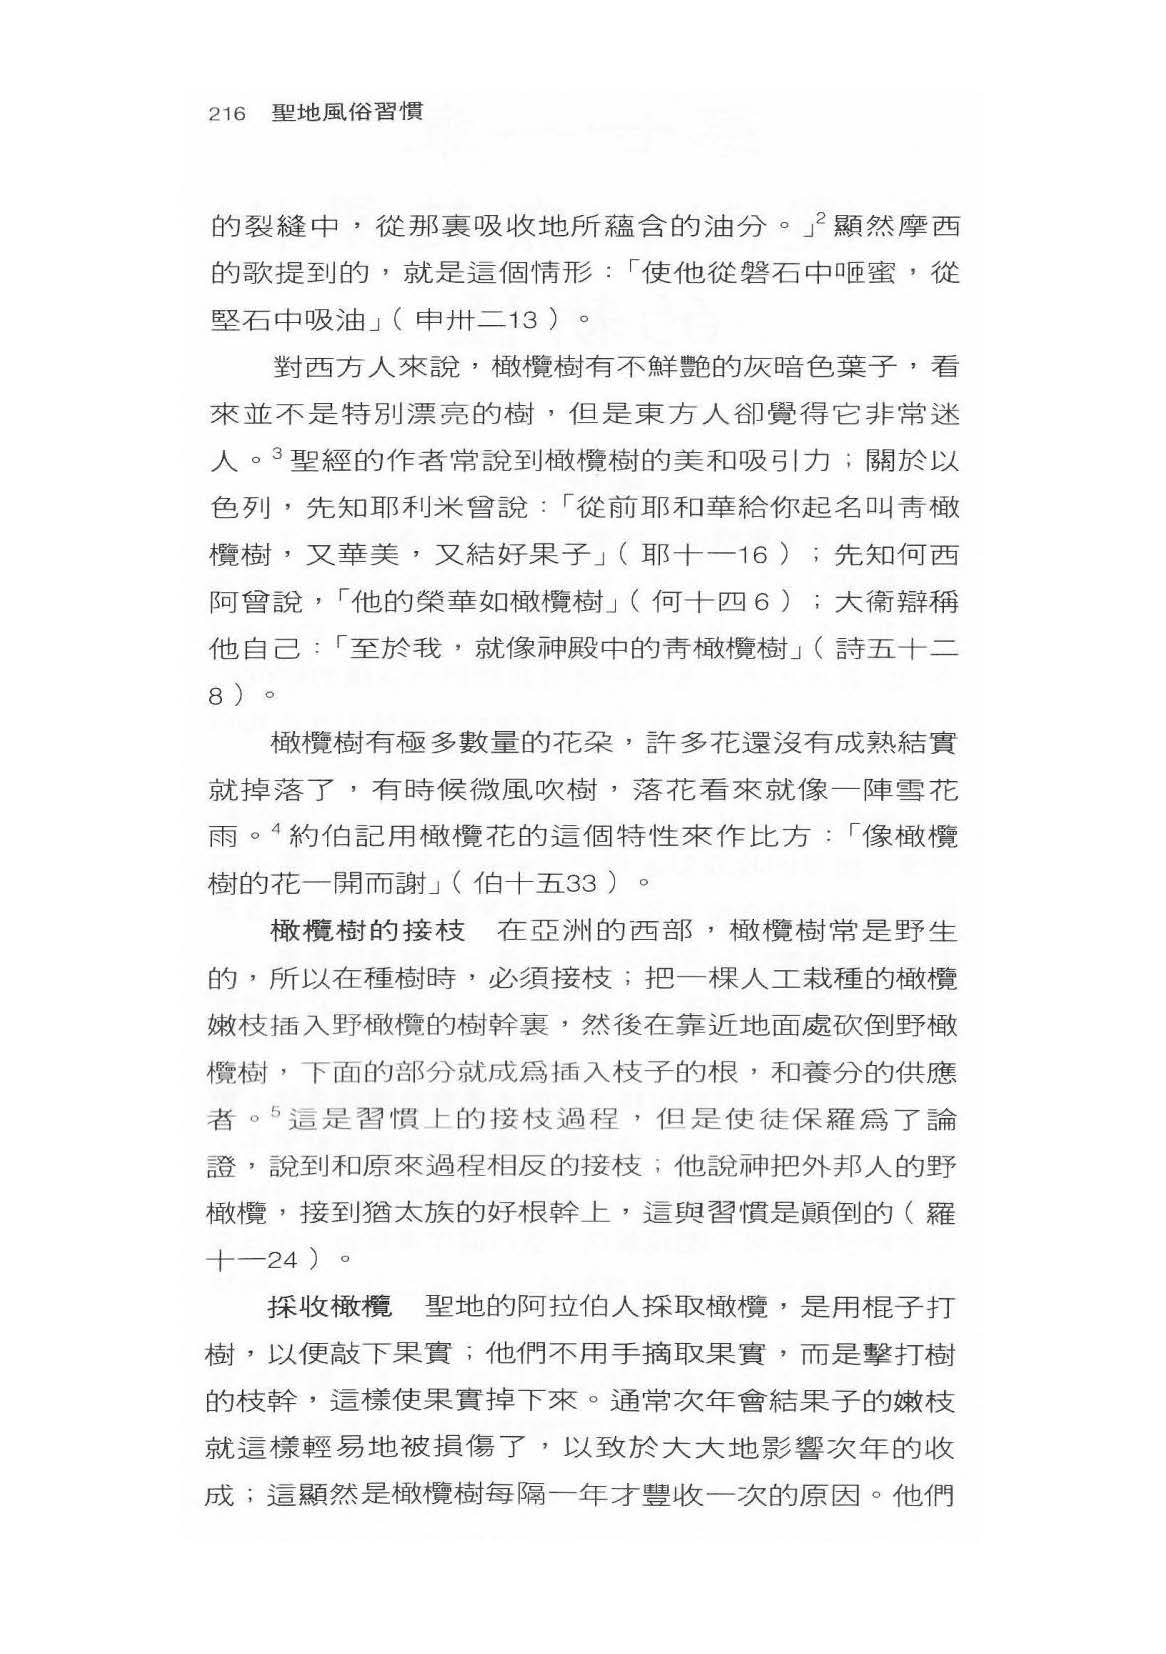 216 聖地風俗習慣
的裂縫中，從那裏吸收地所蘊含的油分。」2顯然摩西
的歌提到的，就是這個情形：「使他從磐石中咂蜜，從
堅石中吸油」（申卅二13）。
對西方人來說，橄欖樹有不鮮艷的灰暗色葉子，看
來並不是特別漂亮的樹，但是東方人卻覺得它非常迷
人。3聖經的作者常說到橄欖樹的美和吸引力；關於以
色列，先知耶利米曾說：「從前耶和華給你起名叫靑橄
欖樹，又華美，又結好果子」（耶十一16）；先知何西
阿曾說，「他的榮華如橄欖樹」（何十四6）；大衞辯稱
他自己：「至於我，就像神殿中的靑橄欖樹」（詩五十二
8）。
橄欖樹有極多數量的花朶，許多花還沒有成熟結實
就掉落了，有時候微風吹樹，落花看來就像一陣雪花
雨。4約伯記用橄欖花的這個特性來作比方：「像橄欖
樹的花一開而謝」（伯十五33）。
橄欖樹的接枝 在亞洲的西部，橄欖樹常是野生
的，所以在種樹時，必須接枝；把一棵人工栽種的橄欖
嫩枝插入野橄欖的樹幹裏，然後在靠近地面處砍倒野橄
欖樹，下面的部分就成爲插入枝子的根，和養分的供應
者。5這是習慣上的接枝過程，但是使徒保羅爲了論
證，說到和原來過程相反的接枝；他說神把外邦人的野
橄欖，接到猶太族的好根幹上，這與習慣是顚倒的（羅
十一24）。
採收橄欖 聖地的阿拉伯人採取橄欖，是用棍子打
樹，以便敲下果實；他們不用手摘取果實，而是擊打樹
的枝幹，這樣使果實掉下來。通常次年會結果子的嫩枝
就這樣輕易地被損傷了，以致於大大地影響次年的收
成；這顯然是橄欖樹每隔一年才豐收一次的原因。他們